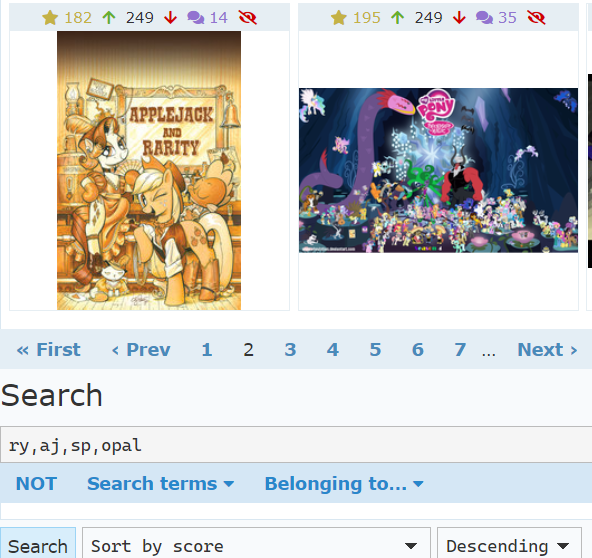 182 249 14
195 249 35
APPLEJACK
AND
RARITY
MY LITTLE
PONY
« First ‹ Prev 1 2 3 4 5 6 7 … Next ›
Search
ry,aj,sp,opal
NOT Search terms Belonging to...
Search Sort by score Descending